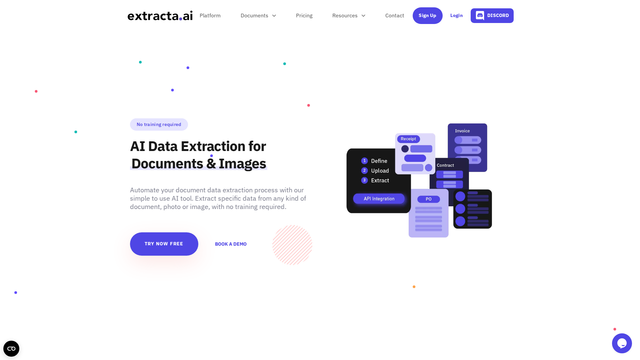 extracta.ai
Platform
Documents
Pricing
Resources
Contact
Sign Up
Login
DISCORD
No training required
AI Data Extraction for
Documents & Images
Automate your document data extraction process with our
simple to use AI tool. Extract specific data from any kind of
document, photo or image, with no training required.
TRY NOW FREE
BOOK A DEMO
Invoice
Receipt
Contract
1 Define
2 Upload
3 Extract
API Integration
PO